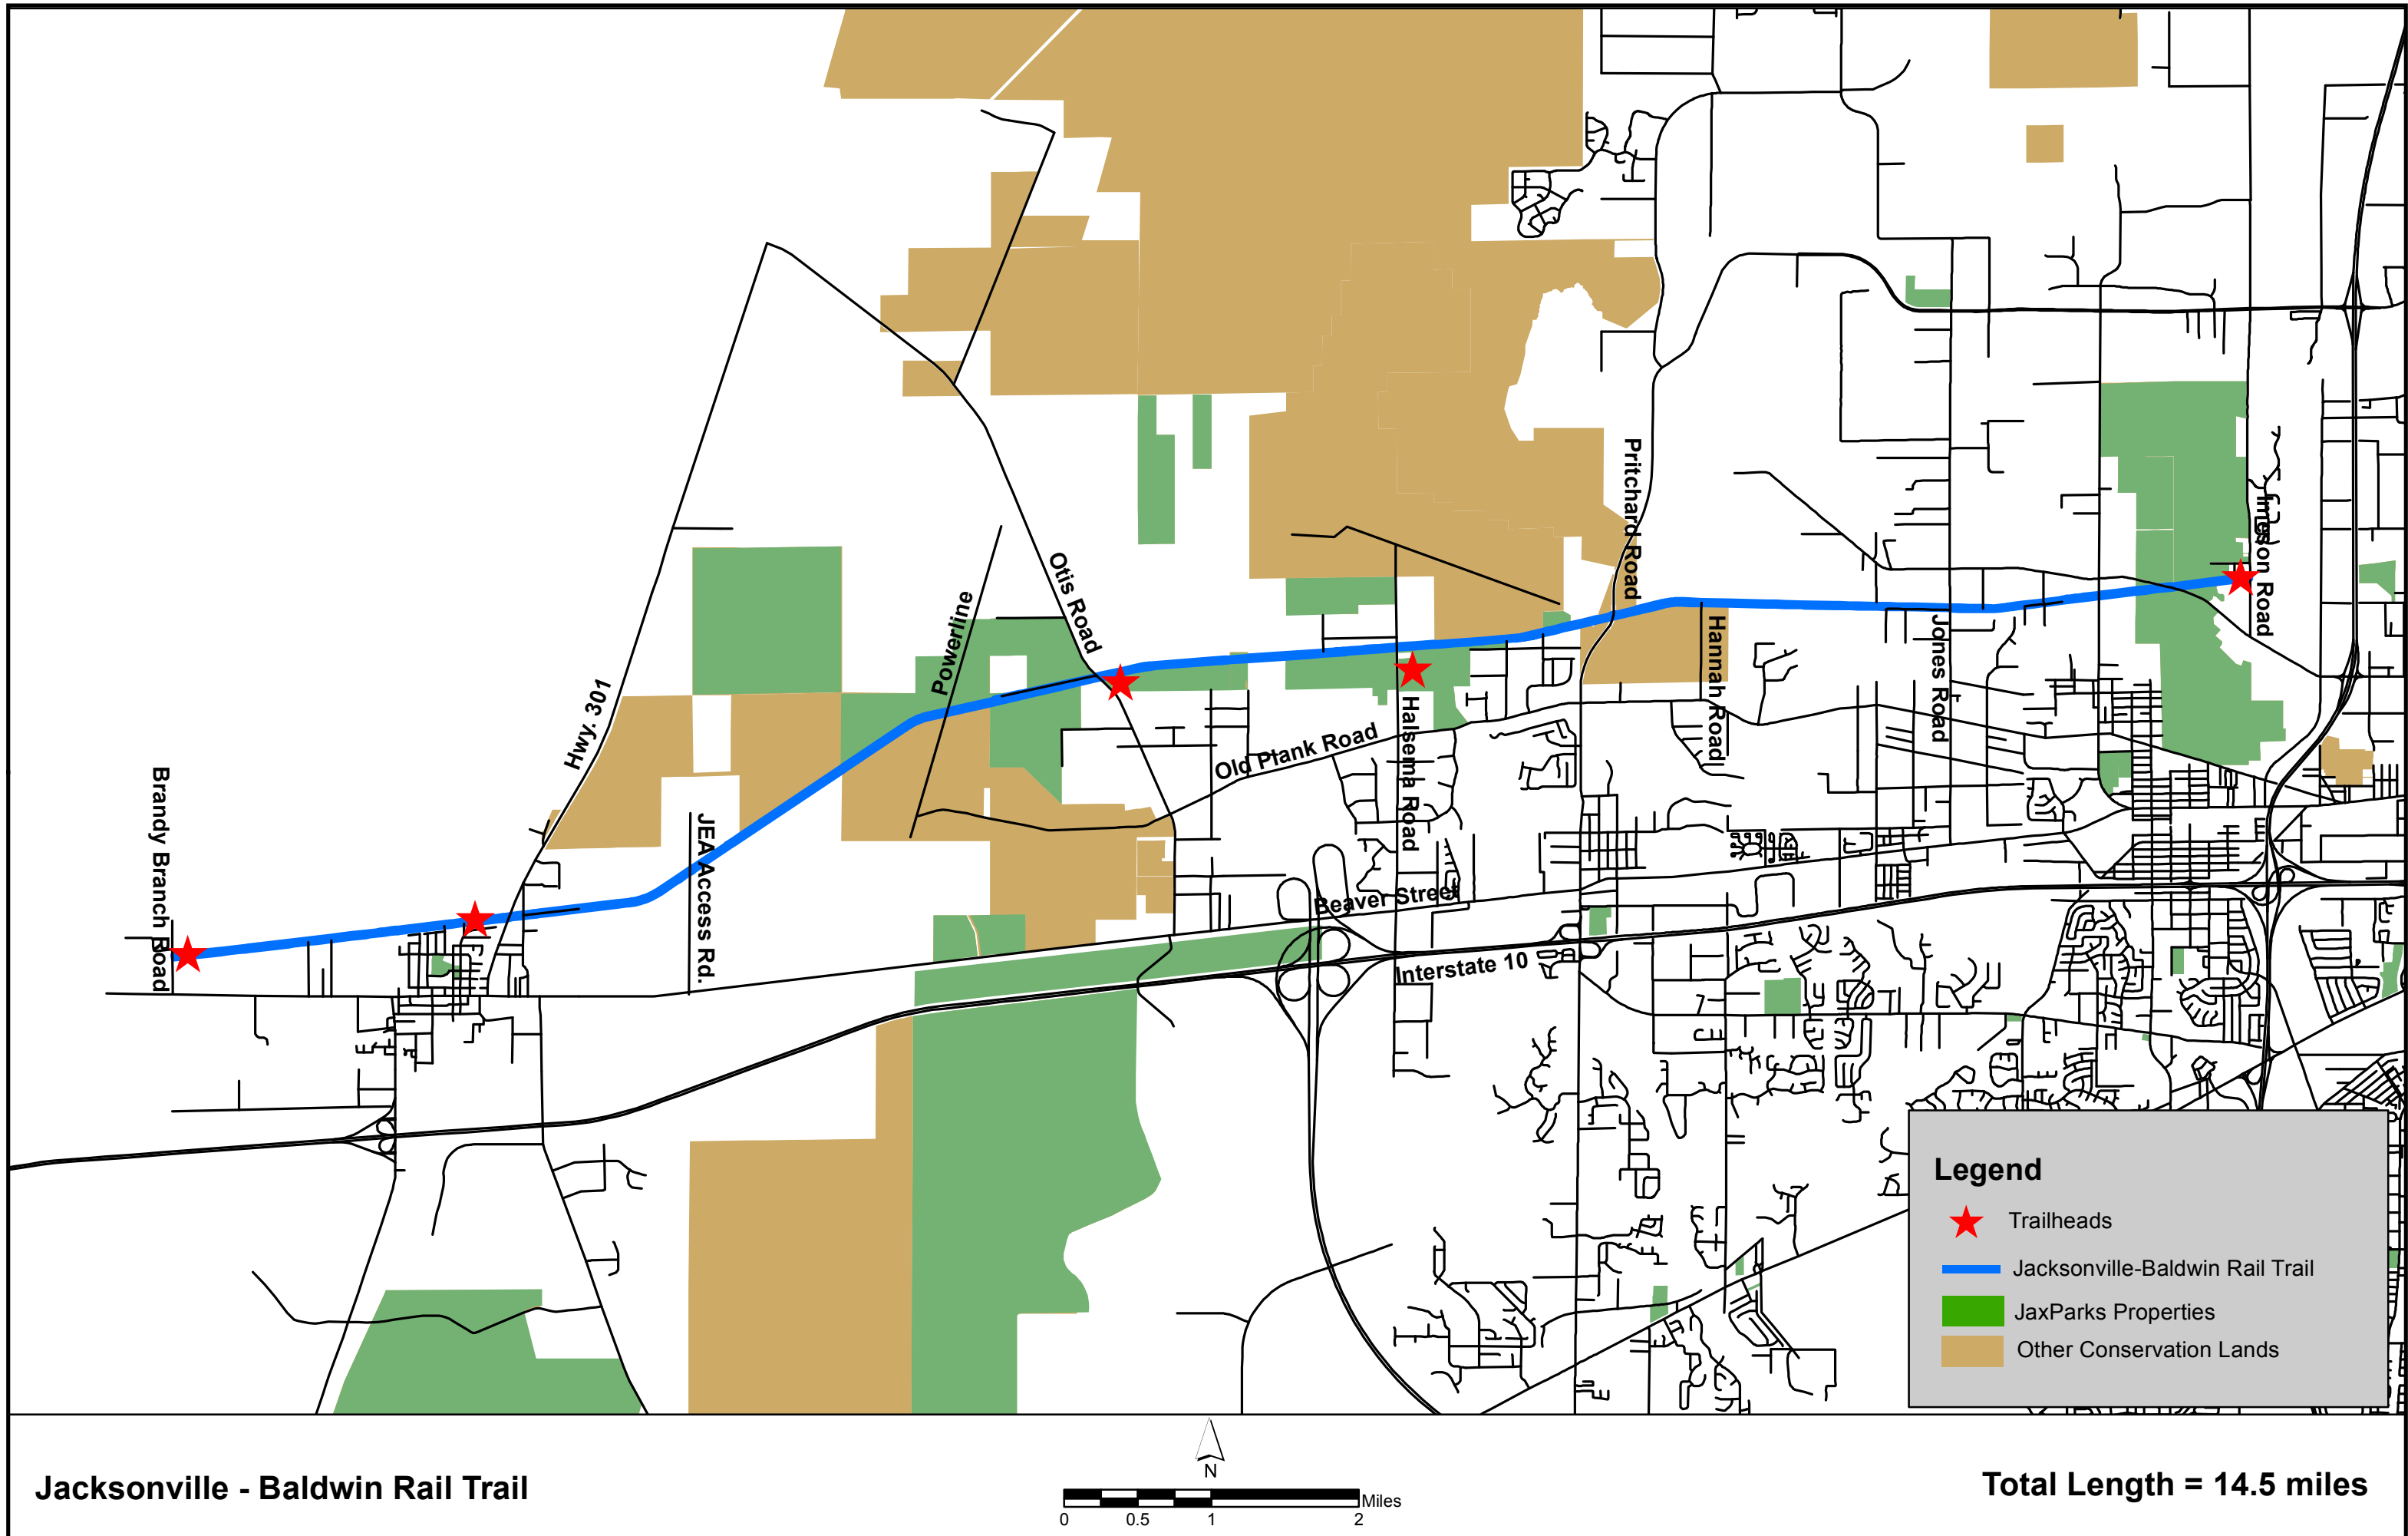 Pritchard Road
Imeson Road
Otis Road
Powerline
Hwy. 301
Hannah Road
Jones Road
Halsema Road
Old Plank Road
Brandy Branch Road
JEA Access Rd.
Beaver Street
Interstate 10
Legend
Trailheads
Jacksonville-Baldwin Rail Trail
JaxParks Properties
Other Conservation Lands
N
Jacksonville - Baldwin Rail Trail
Miles
0 0.5 1 2
Total Length = 14.5 miles